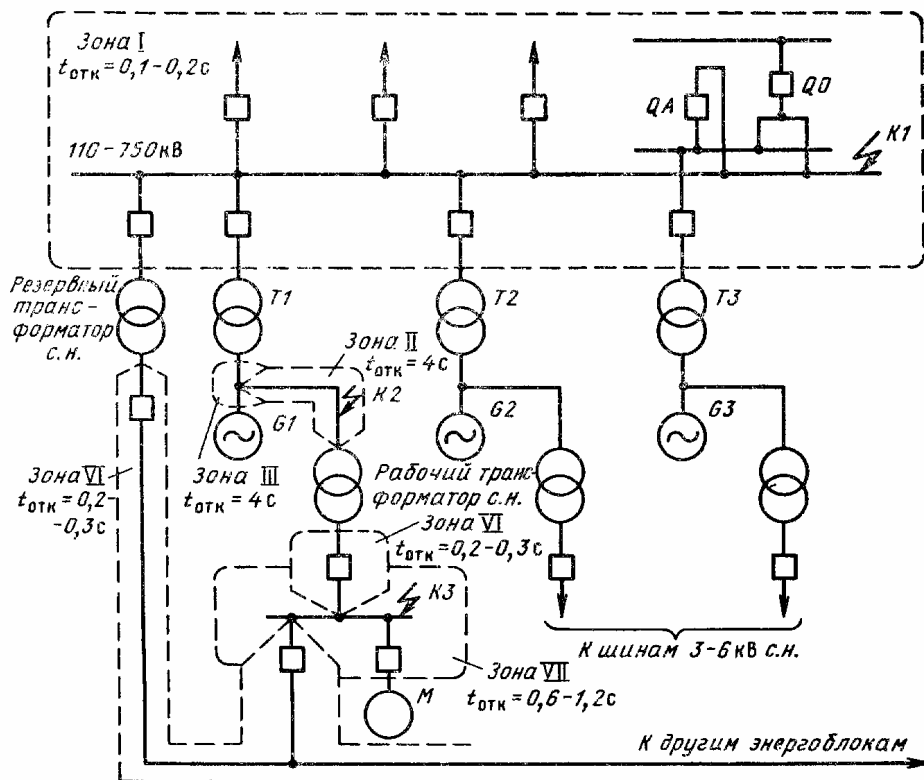 Зона I
tотк=0,1-0,2с
QA
QO
K1
110-750кВ
Резервный
транс-
форматор
с.н.
T1
T2
T3
Зона II
tотк=4с
K2
G1
G2
G3
Зона III
tотк=4с
Зона VI
tотк=0,2-
-0,3с
Рабочий транс-
форматор с.н.
Зона VI
tотк=0,2-0,3с
K3
К шинам 3-6кВ с.н.
Зона VII
tотк=0,6-1,2с
M
К другим энергоблокам